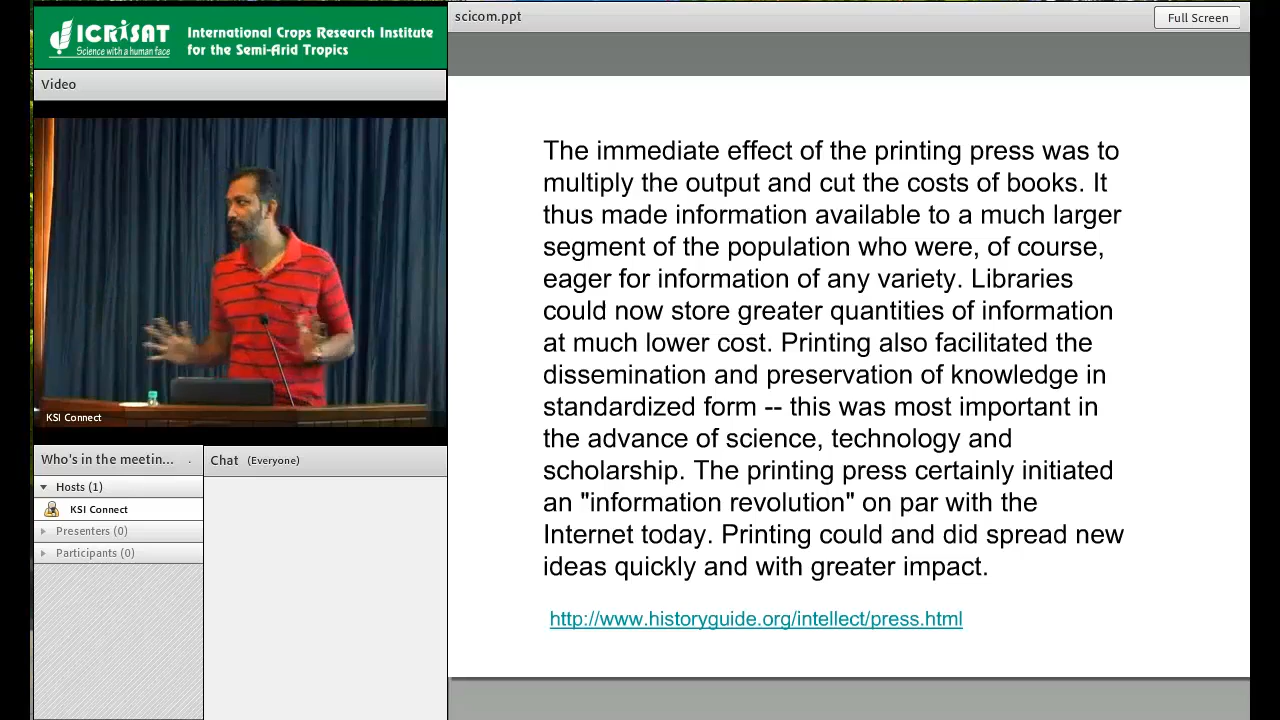 scicom.ppt
Full Screen
ICRISAT
Science with a human face
International Crops Research Institute
for the Semi-Arid Tropics
Video
KSI Connect
Who's in the meetin...
Hosts (1)
KSI Connect
Presenters (0)
Participants (0)
Chat (Everyone)
The immediate effect of the printing press was to
multiply the output and cut the costs of books. It
thus made information available to a much larger
segment of the population who were, of course,
eager for information of any variety. Libraries
could now store greater quantities of information
at much lower cost. Printing also facilitated the
dissemination and preservation of knowledge in
standardized form -- this was most important in
the advance of science, technology and
scholarship. The printing press certainly initiated
an "information revolution" on par with the
Internet today. Printing could and did spread new
ideas quickly and with greater impact.
http://www.historyguide.org/intellect/press.html